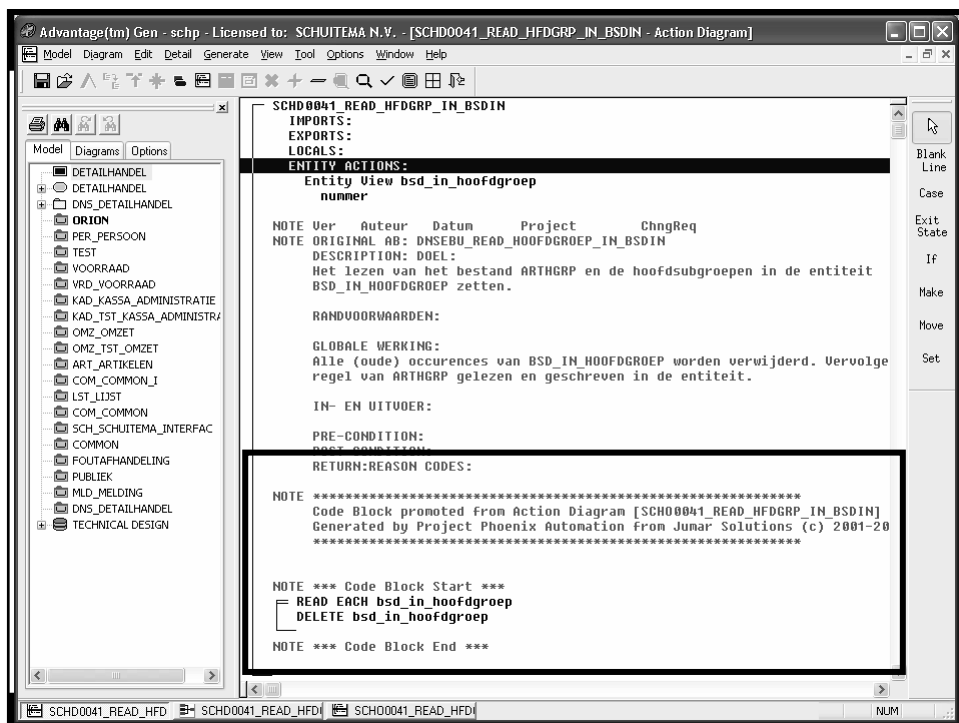 Advantage(tm) Gen - schp - Licensed to: SCHUITEMA N.V. - [SCHD0041_READ_HFDGRP_IN_BSDIN - Action Diagram]
Model Diagram Edit Detail Generate View Tool Options Window Help
Model Diagrams Options
DETAILHANDEL
DETAILHANDEL
DNS_DETAILHANDEL
ORION
PER_PERSOON
TEST
VOORRAAD
VRD_VOORRAAD
KAD_KASSA_ADMINISTRATIE
KAD_TST_KASSA_ADMINISTRA
OMZ_OMZET
OMZ_TST_OMZET
ART_ARTIKELEN
COM_COMMON_I
LST_LIJST
COM_COMMON
SCH_SCHUITEMA_INTERFAC
COMMON
FOUTAFHANDELING
PUBLIEK
MLD_MELDING
DNS_DETAILHANDEL
TECHNICAL DESIGN
SCHD0041_READ_HFDGRP_IN_BSDIN
IMPORTS:
EXPORTS:
LOCALS:
ENTITY ACTIONS:
Entity View bsd_in_hoofdgroep
nummer
NOTE Ver Auteur Datum Project ChngReq
NOTE ORIGINAL AB: DNSEBU_READ_HOOFDGROEP_IN_BSDIN
DESCRIPTION: DOEL:
Het lezen van het bestand ARTHGRP en de hoofdsubgroepen in de entiteit
BSD_IN_HOOFDGROEP zetten.
RANDVOORWAARDEN:
GLOBALE WERKING:
Alle (oude) occurences van BSD_IN_HOOFDGROEP worden verwijderd. Vervolge
regel van ARTHGRP gelezen en geschreven in de entiteit.
IN- EN UITVOER:
PRE-CONDITION:
POST-CONDITION:
RETURN:REASON CODES:
NOTE *************************************************************
Code Block promoted from Action Diagram [SCHO0041_READ_HFDGRP_IN_BSDIN]
Generated by Project Phoenix Automation from Jumar Solutions (c) 2001-20
*************************************************************
NOTE *** Code Block Start ***
READ EACH bsd_in_hoofdgroep
DELETE bsd_in_hoofdgroep
NOTE *** Code Block End ***
Blank
Line
Case
Exit
State
If
Make
Move
Set
SCHD0041_READ_HFD SCHD0041_READ_HFD SCHO0041_READ_HFD
NUM